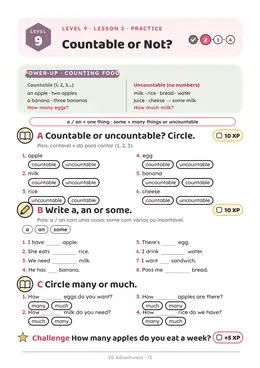 LEVEL 9 · LESSON 2 · PRACTICE
LEVEL
9
Countable or Not?
2
3
4
POWER-UP · COUNTING FOOD
Countable (1, 2, 3…)
an apple · two apples
a banana · three bananas
How many eggs?
Uncountable (no numbers)
milk · rice · bread · water
juice · cheese → some milk
How much milk?
a / an = one thing · some = many things or uncountable
A Countable or uncountable? Circle.
10 XP
Pais: contável = dá para contar (1, 2, 3).
1. apple
countable uncountable
2. milk
countable uncountable
3. rice
countable uncountable
4. egg
countable uncountable
5. banana
countable uncountable
6. cheese
countable uncountable
B Write a, an or some.
10 XP
Pais: a / an com uma coisa; some com várias ou incontável.
a an some
1. I have ____ apple.
2. She eats ____ rice.
3. We need ____ milk.
4. He has ____ banana.
5. There's ____ egg.
6. I drink ____ water.
7. I want ____ sandwich.
8. Pass me ____ bread.
C Circle many or much.
1. How ____ eggs do you want?
many much
2. How ____ milk do you need?
much many
3. How ____ apples are there?
many much
4. How ____ rice do we have?
much many
Challenge How many apples do you eat a week?
+5 XP
SG Adventurers · 73